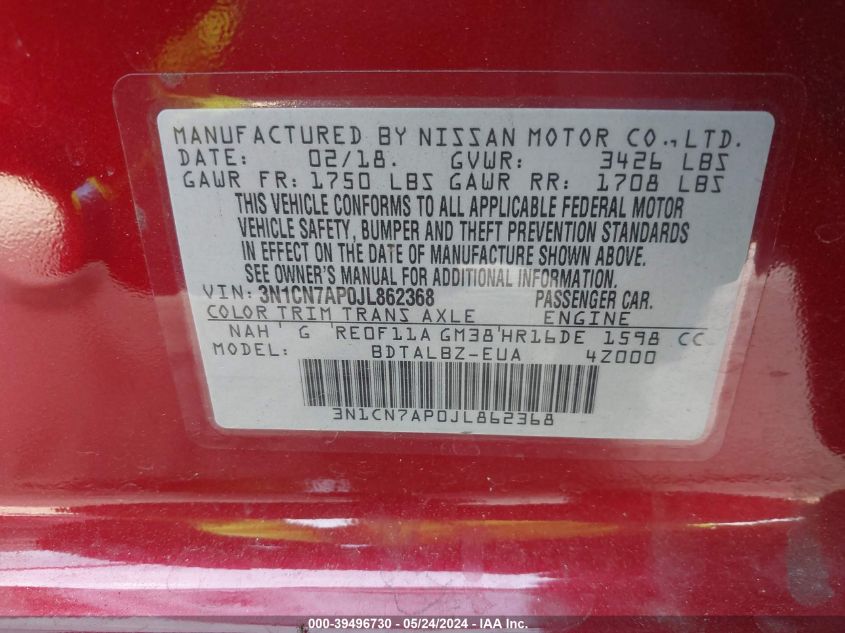 MANUFACTURED BY NISSAN MOTOR CO., LTD.
DATE: 02/18. GVWR: 3426 LBS
GAWR FR: 1750 LBS GAWR RR: 1708 LBS
THIS VEHICLE CONFORMS TO ALL APPLICABLE FEDERAL MOTOR
VEHICLE SAFETY, BUMPER AND THEFT PREVENTION STANDARDS
IN EFFECT ON THE DATE OF MANUFACTURE SHOWN ABOVE.
SEE OWNER'S MANUAL FOR ADDITIONAL INFORMATION.
VIN: 3N1CN7AP0JL862368 PASSENGER CAR.
COLOR TRIM TRANS AXLE ENGINE
NAH ' G ' RE0F11A GM38 ' HR16DE 1598 CC
MODEL: BDTALBZ-EUA 4Z000
3N1CN7AP0JL862368
000-39496730 - 05/24/2024 - IAA, Inc.